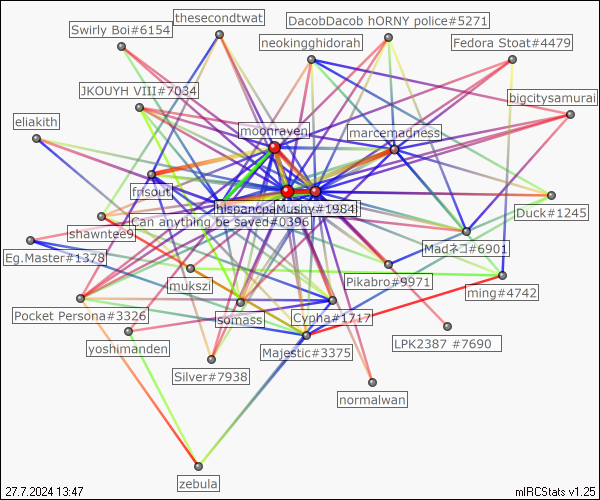 thesecondtwat
DacobDacob hORNY police#5271
Swirly Boi#6154
neokingghidorah
Fedora Stoat#4479
JKOUYH VIII#7034
bigcitysamurai
eliakith
moonraven
marcemadness
frisout
hispancpaMushy#1984
Duck#1245
Can anything be saved#0396
shawntee9
Madネコ#6901
Eg.Master#1378
mukszi
Pikabro#9971
ming#4742
Pocket Persona#3326
somass
Cypha#1717
LPK2387 #7690
yoshimanden
Majestic#3375
Silver#7938
normalwan
zebula
27.7.2024 13:47
mIRCStats v1.25